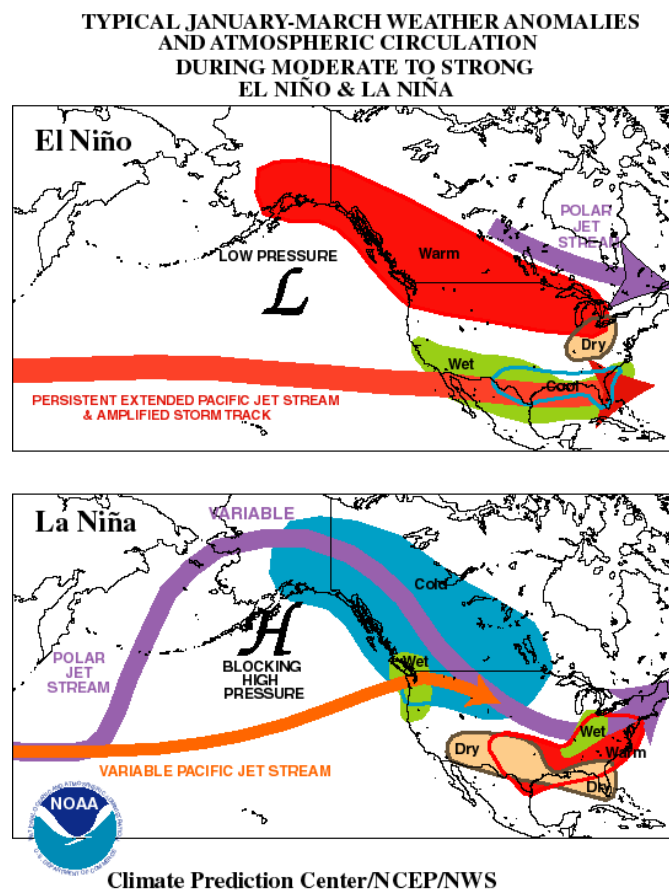 TYPICAL JANUARY-MARCH WEATHER ANOMALIES
AND ATMOSPHERIC CIRCULATION
DURING MODERATE TO STRONG
EL NIÑO & LA NIÑA
El Niño
POLAR
JET
STREAM
LOW PRESSURE
L
Warm
Dry
Wet
Cool
PERSISTENT EXTENDED PACIFIC JET STREAM
& AMPLIFIED STORM TRACK
La Niña
VARIABLE
Cold
H
POLAR
JET
STREAM
BLOCKING
HIGH
PRESSURE
Wet
Wet
Dry
Warm
Dry
VARIABLE PACIFIC JET STREAM
NOAA
Climate Prediction Center/NCEP/NWS